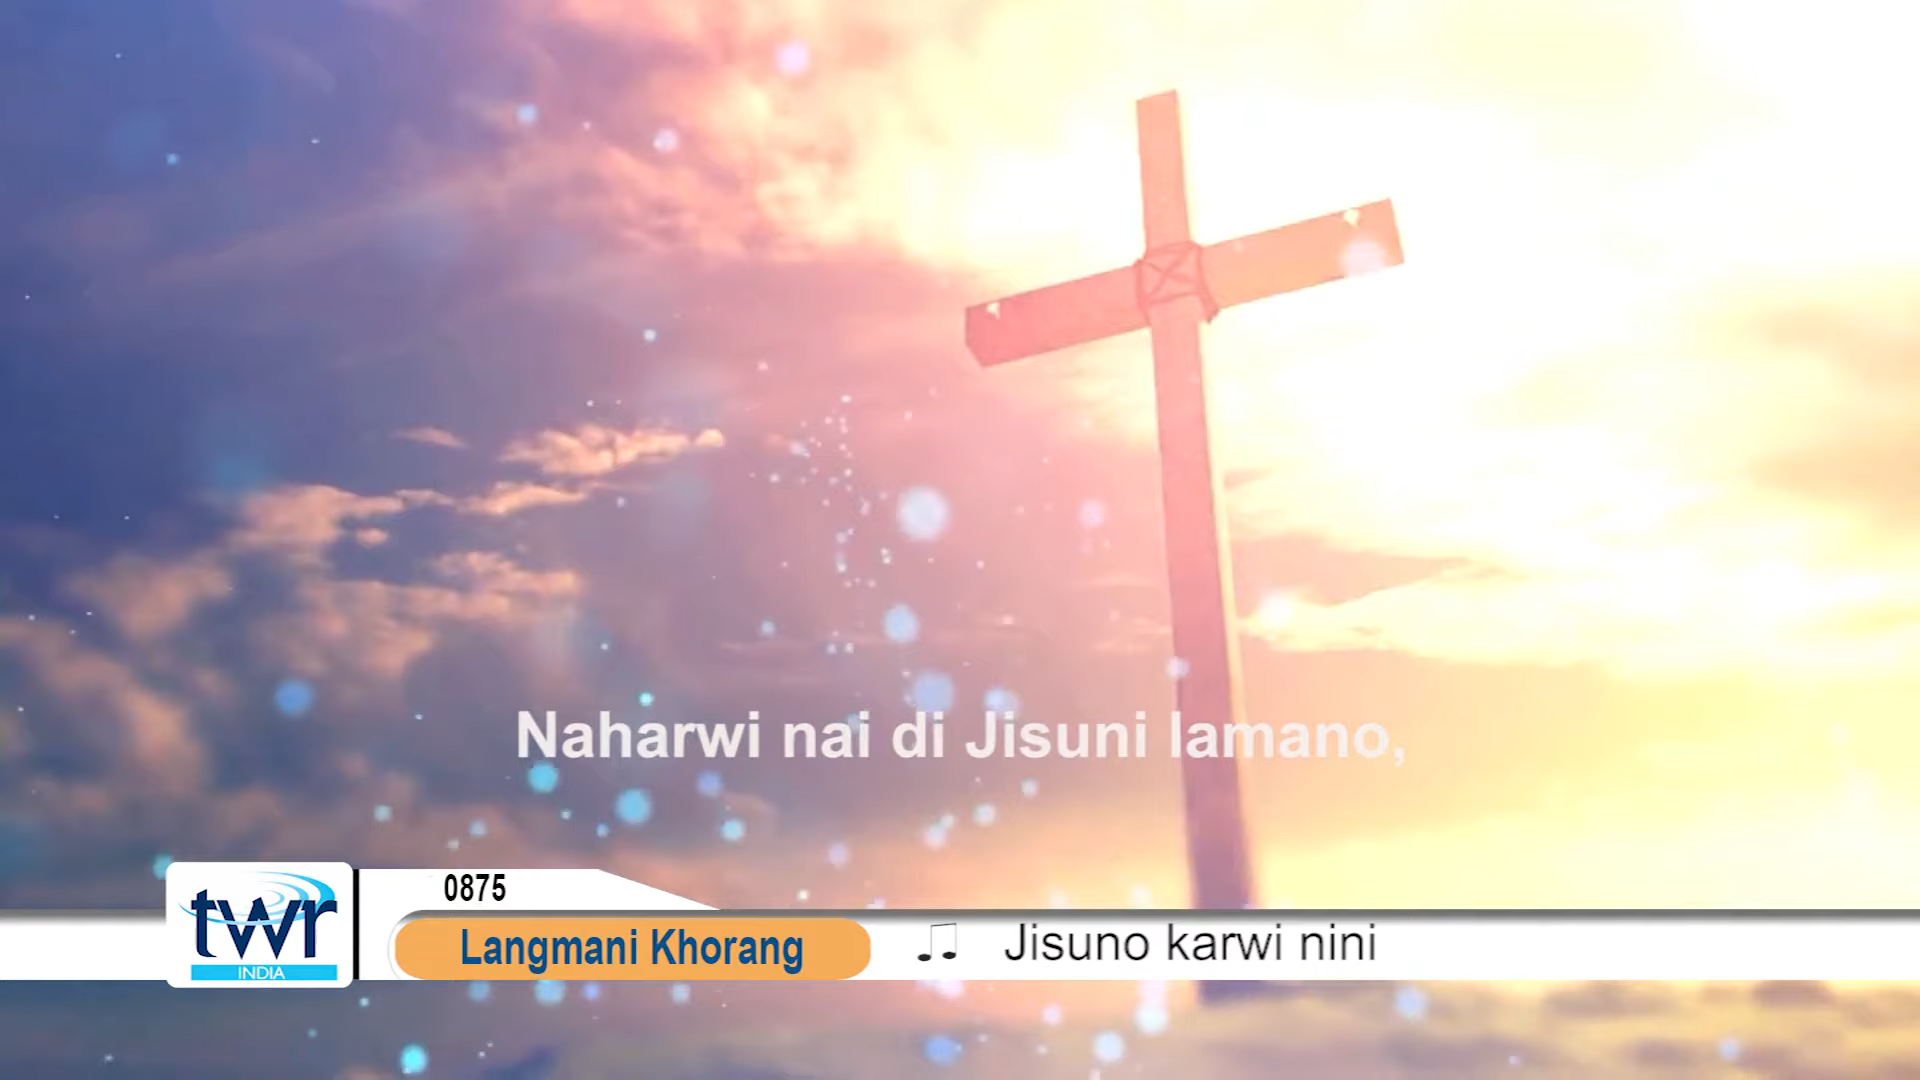 Naharwi nai di Jisuni lamano,
0875
twr
INDIA
Langmani Khorang
Jisuno karwi nini